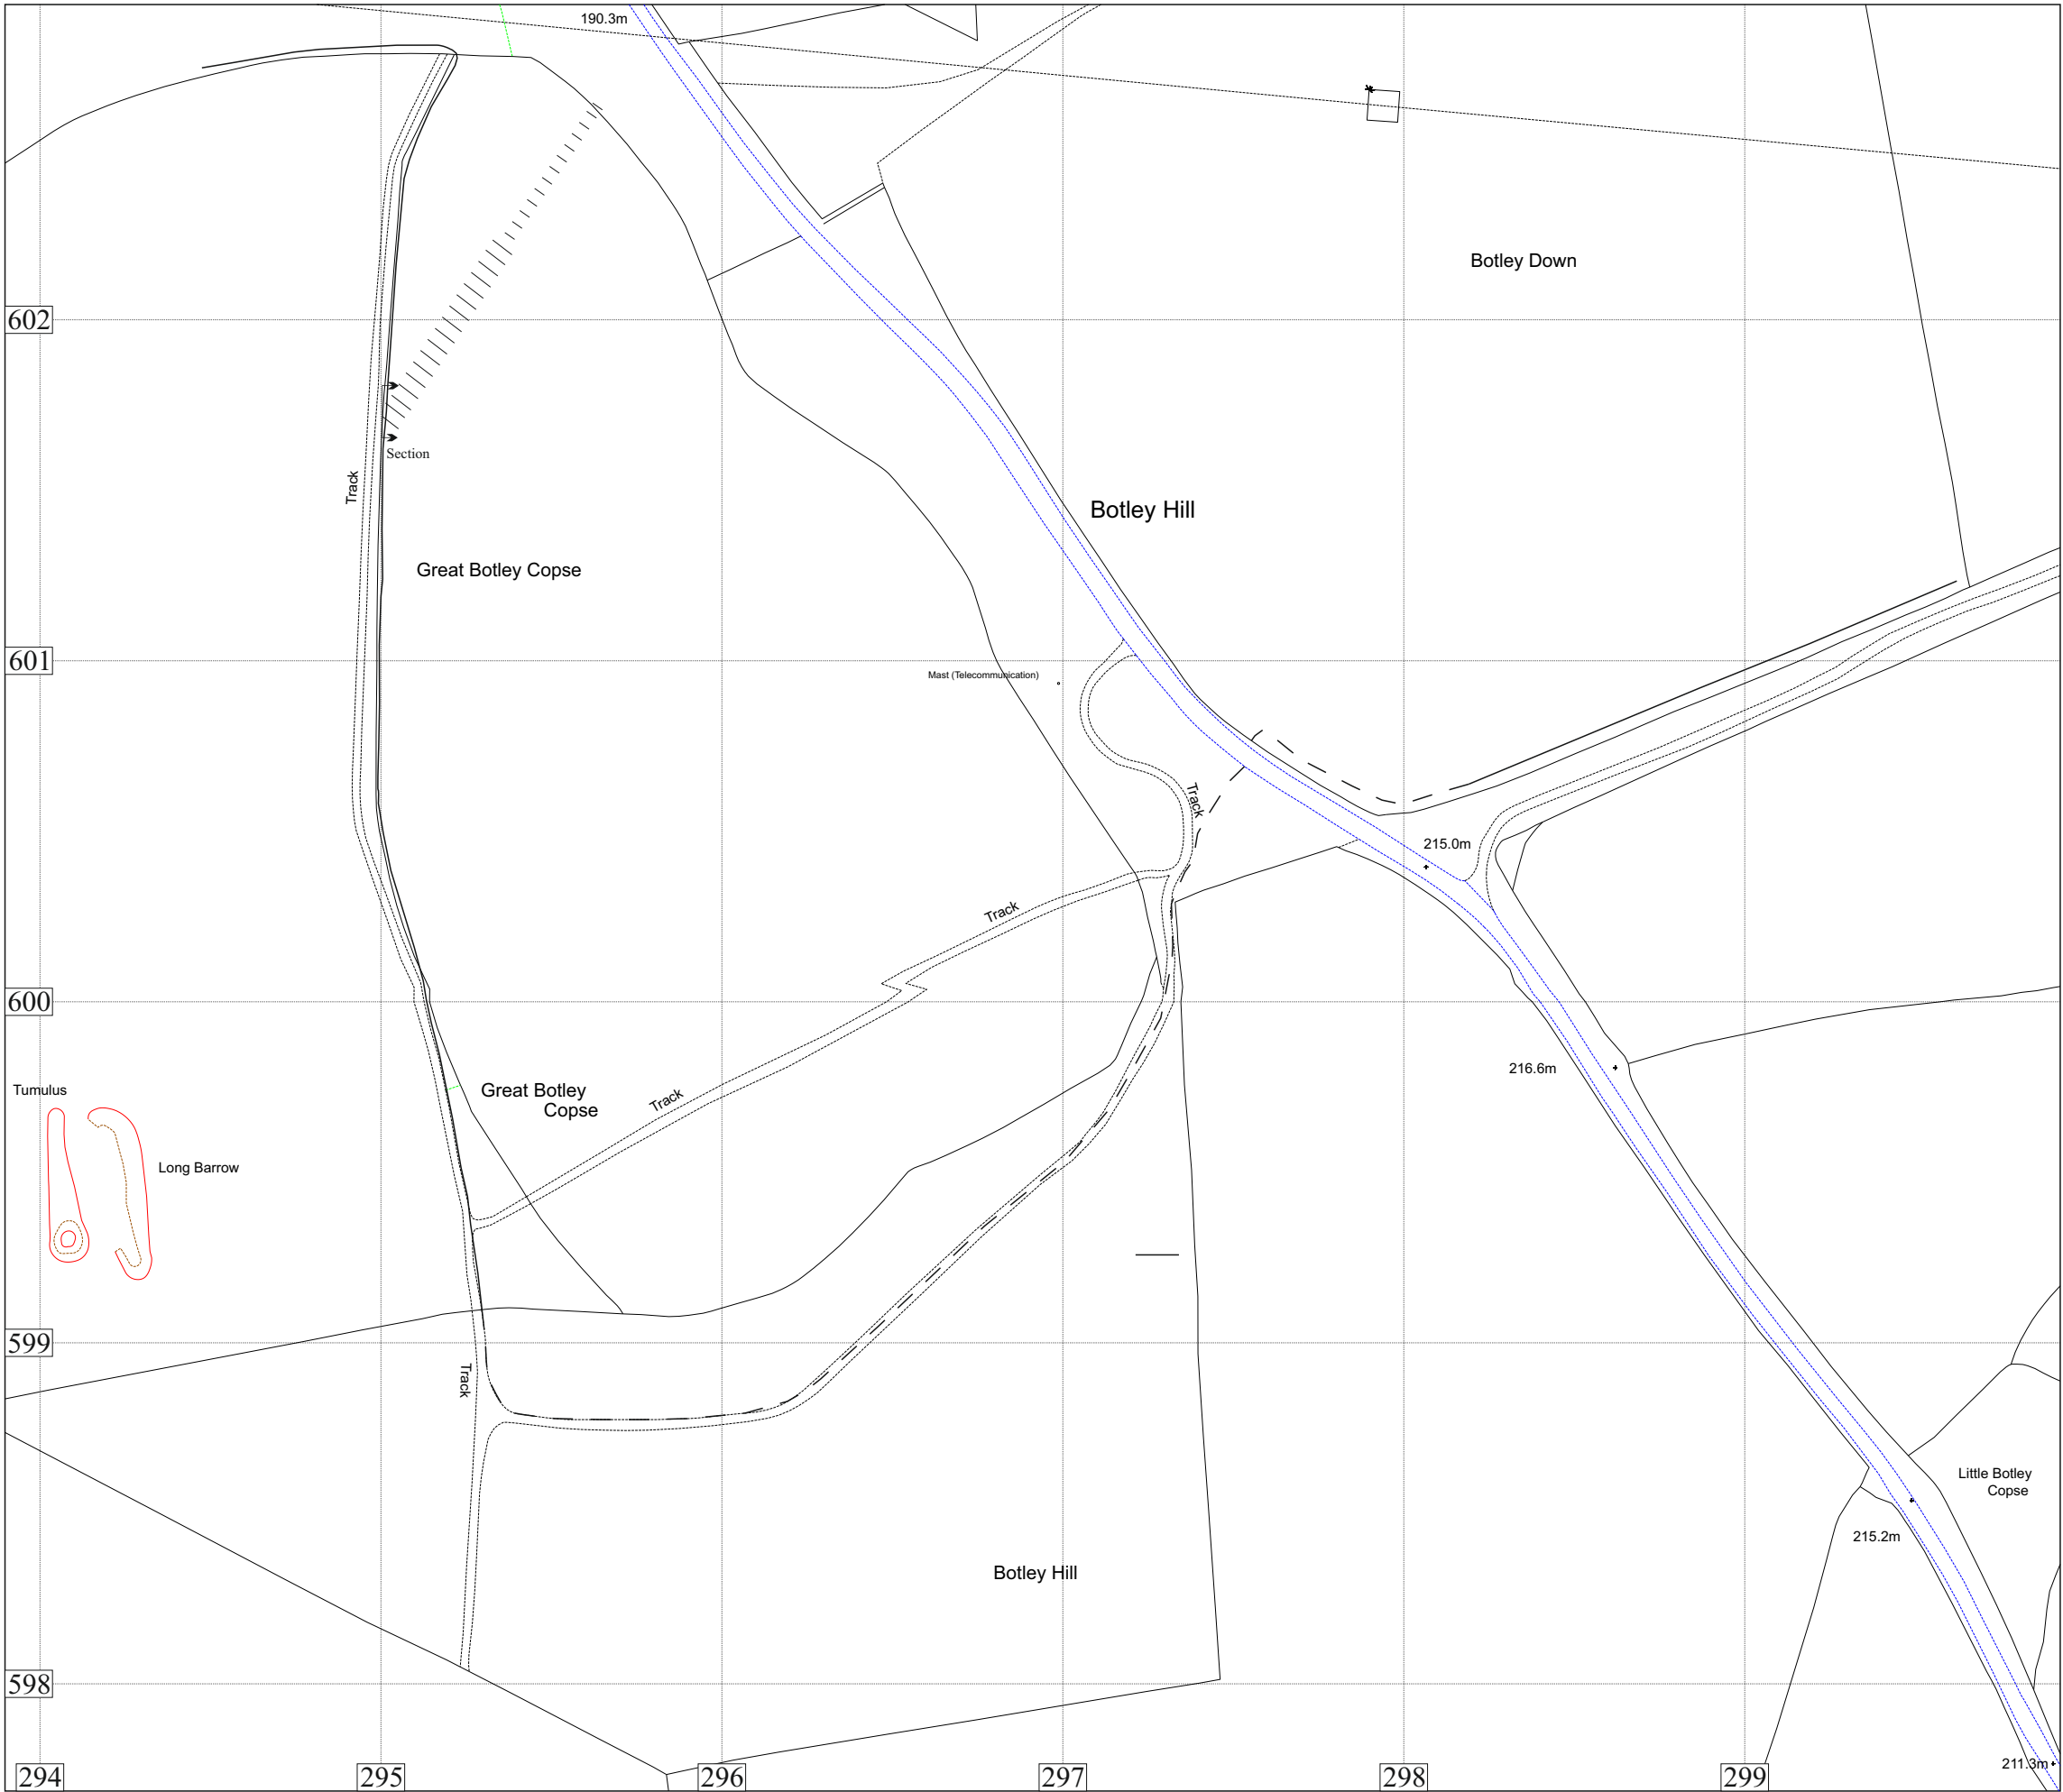 190.3m
Botley Down
602
Section
Track
Botley Hill
Great Botley Copse
601
Mast (Telecommunication)
Track
215.0m
Track
600
216.6m
Tumulus
Great Botley
Copse
Track
Long Barrow
599
Track
Little Botley
Copse
215.2m
Botley Hill
598
211.3m
294
295
296
297
298
299